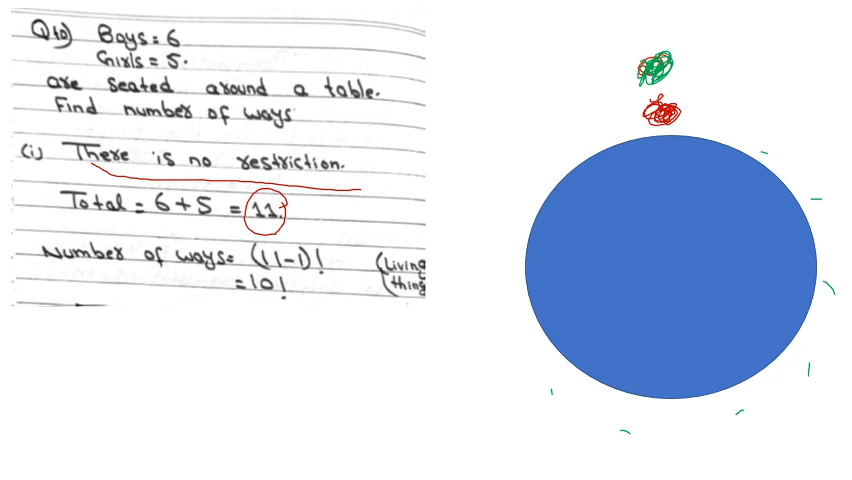 Q10) Boys = 6
Girls = 5.
are seated around a table.
Find number of ways
(i) There is no restriction.
Total = 6 + 5 = 11.
Number of ways = (11-1)! (Living
= 10! (thing